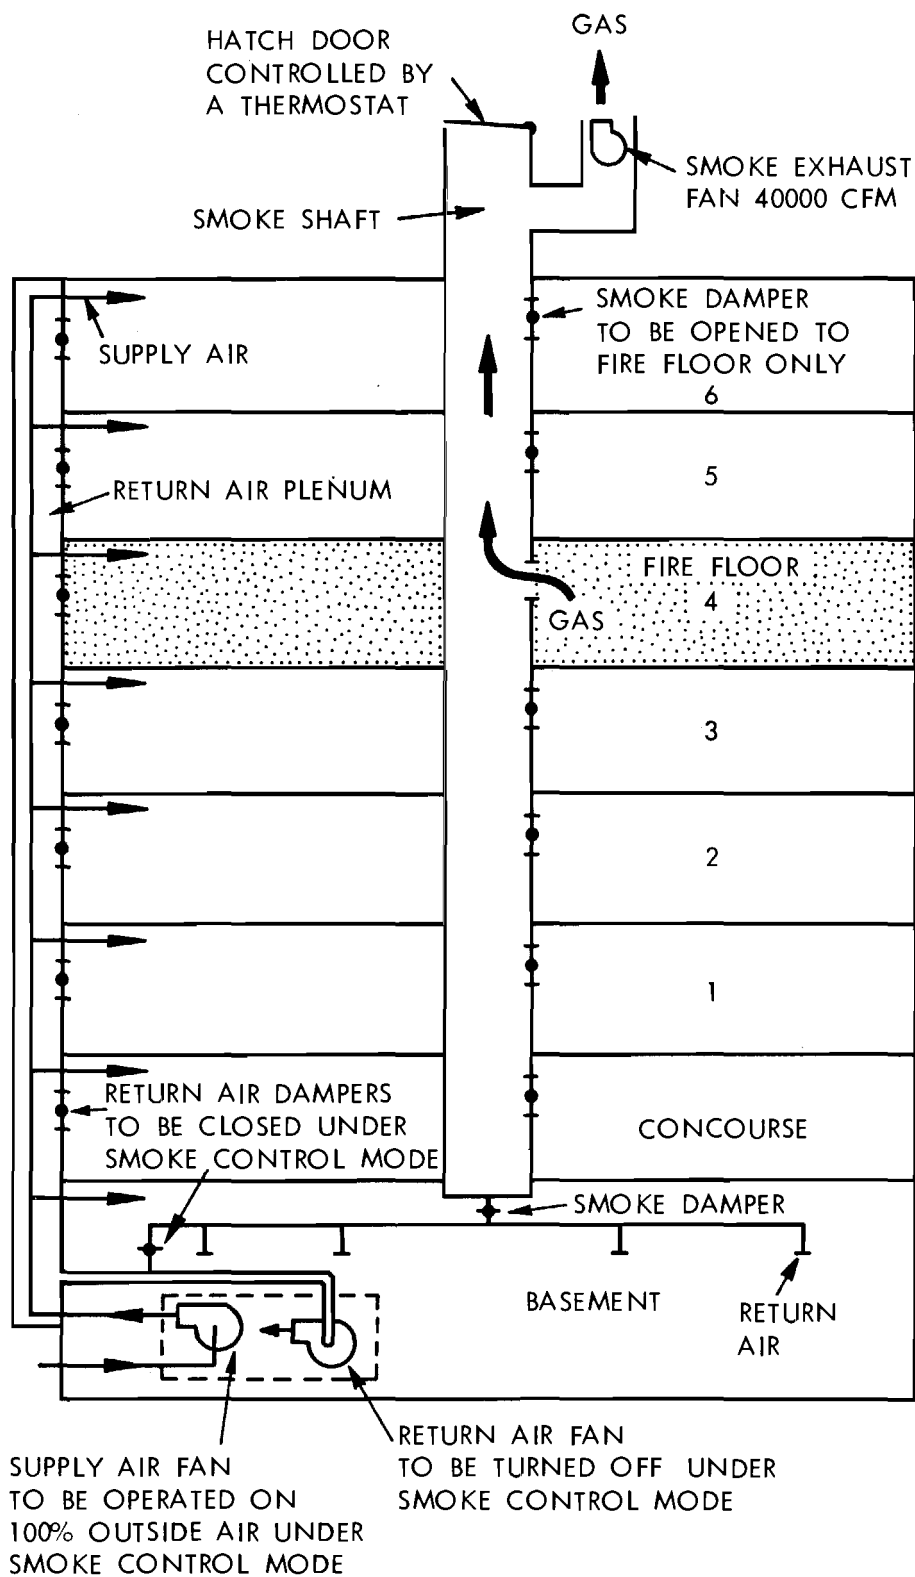 GAS
HATCH DOOR
CONTROLLED BY
A THERMOSTAT
SMOKE EXHAUST
FAN 40000 CFM
SMOKE SHAFT
SMOKE DAMPER
TO BE OPENED TO
FIRE FLOOR ONLY
6
SUPPLY AIR
5
RETURN AIR PLENUM
FIRE FLOOR
4
GAS
3
2
1
RETURN AIR DAMPERS
TO BE CLOSED UNDER
SMOKE CONTROL MODE
CONCOURSE
SMOKE DAMPER
BASEMENT
RETURN
AIR
SUPPLY AIR FAN
TO BE OPERATED ON
100% OUTSIDE AIR UNDER
SMOKE CONTROL MODE
RETURN AIR FAN
TO BE TURNED OFF UNDER
SMOKE CONTROL MODE